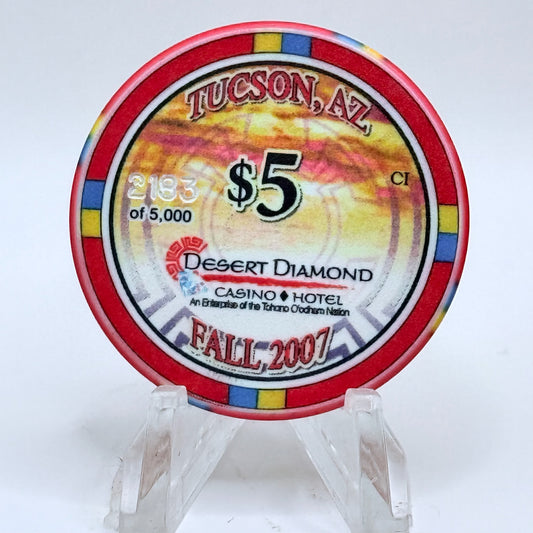 TUCSON, AZ
$5
CI
2183
of 5,000
DESERT DIAMOND
CASINO ♦ HOTEL
An Enterprise of the Tohono O'odham Nation
FALL 2007